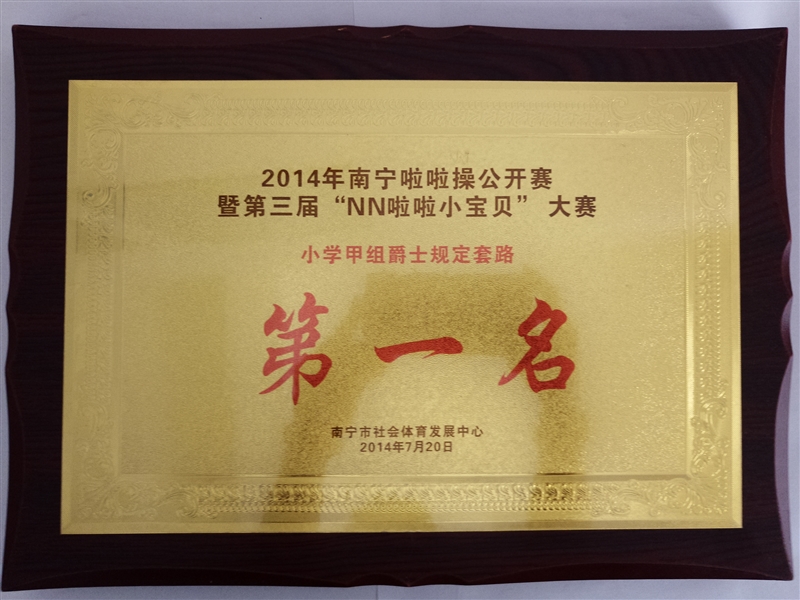 2014年南宁啦啦操公开赛
暨第三届“NN啦啦小宝贝”大赛
小学甲组爵士规定套路
第一名
南宁市社会体育发展中心
2014年7月20日